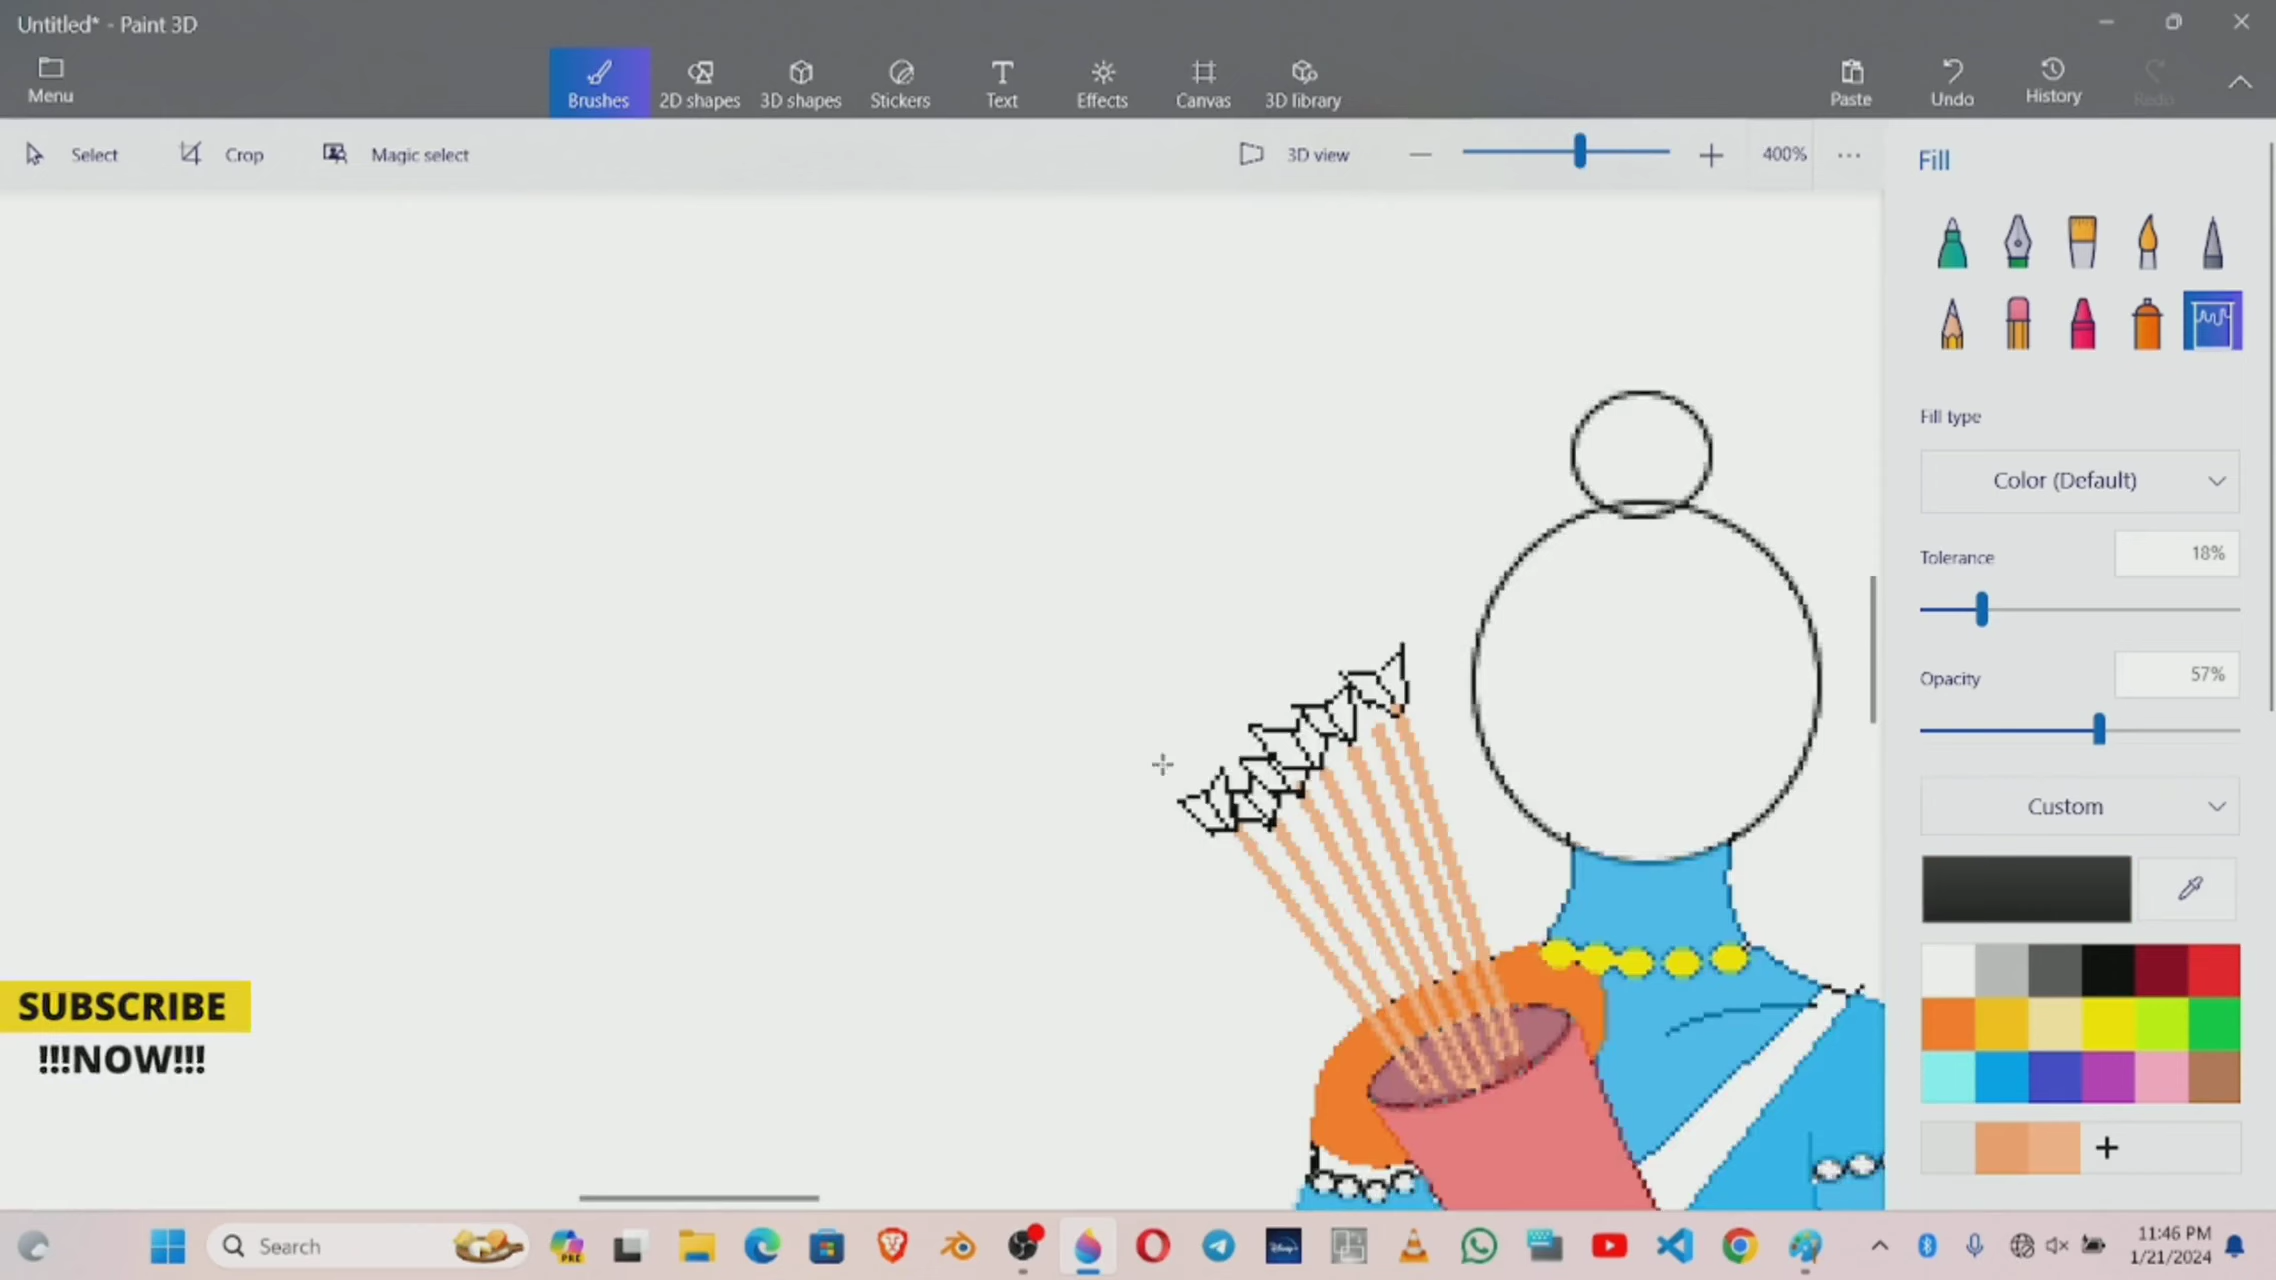 Untitled* - Paint 3D
Menu
Brushes
2D shapes
3D shapes
Stickers
Text
Effects
Canvas
3D library
Paste
Undo
History
Redo
Select
Crop
Magic select
3D view
400%
Fill
Fill type
Color (Default)
Tolerance
18%
Opacity
57%
Custom
SUBSCRIBE
!!!NOW!!!
Search
PRE
Disney+
11:46 PM
1/21/2024